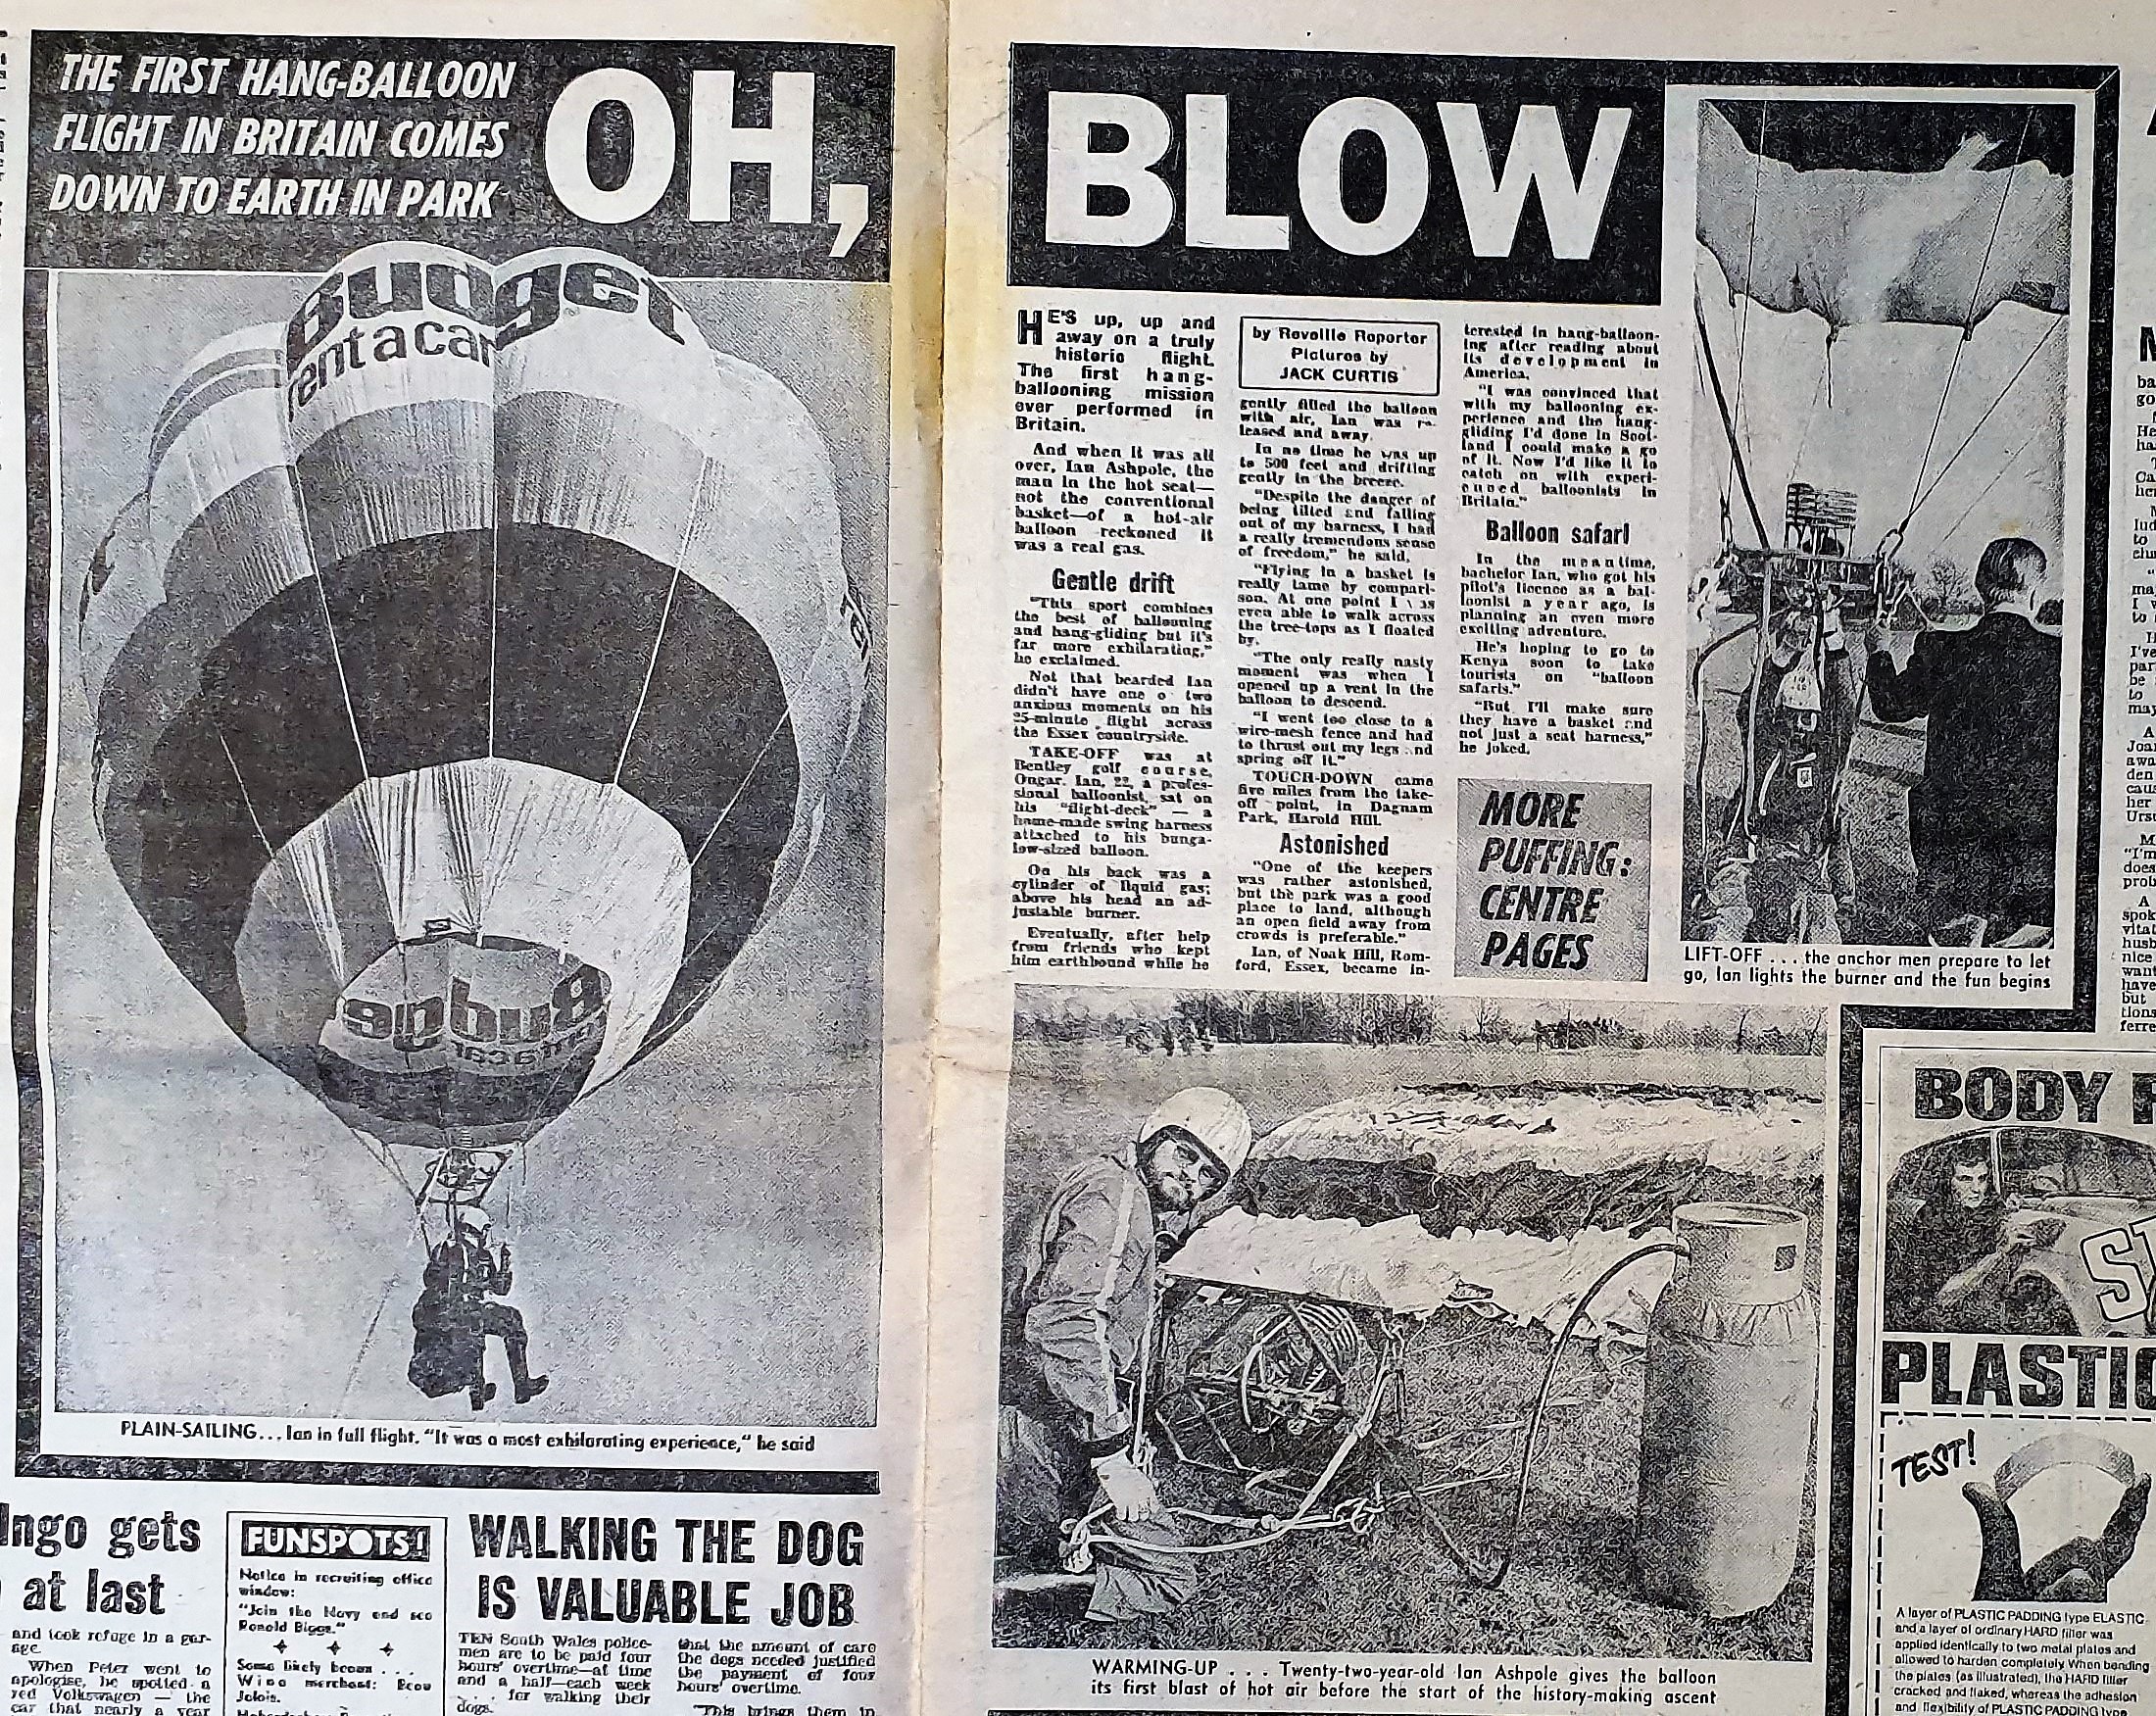 THE FIRST HANG-BALLOON
FLIGHT IN BRITAIN COMES
DOWN TO EARTH IN PARK
OH,
BLOW
Budget
rent a car
PLAIN-SAILING... Ian in full flight. "It was a most exhilarating experience," he said
HE'S up, up and
away on a truly
historic flight.
The first hang-
ballooning mission
ever performed in
Britain.
And when it was all
over, Ian Ashpole, the
man in the hot seat—
not the conventional
basket—of a hot-air
balloon reckoned it
was a real gas.
Gentle drift
"This sport combines
the best of ballooning
and hang-gliding but it's
far more exhilarating,"
he exclaimed.
Not that bearded Ian
didn't have one o two
anxious moments on his
25-minute flight across
the Essex countryside.
TAKE-OFF was at
Bentley golf course,
Ongar. Ian, 22, a profes-
sional balloonist, sat on
his "flight-deck" — a
home-made swing harness
attached to his bunga-
low-sized balloon.
On his back was a
cylinder of liquid gas;
above his head an ad-
justable burner.
Eventually, after help
from friends who kept
him earthbound while he
by Reveille Reporter
Pictures by
JACK CURTIS
gently filled the balloon
with air, Ian was re-
leased and away.
In no time he was up
to 500 feet and drifting
gently in the breeze.
"Despite the danger of
being tilted and falling
out of my harness, I had
a really tremendous sense
of freedom," he said.
"Flying in a basket is
really tame by compari-
son. At one point I was
even able to walk across
the tree-tops as I floated
by.
"The only really nasty
moment was when I
opened up a vent in the
balloon to descend.
"I went too close to a
wire-mesh fence and had
to thrust out my legs and
spring off it."
TOUCH-DOWN came
five miles from the take-
off point, in Dagnam
Park, Harold Hill.
Astonished
"One of the keepers
was rather astonished,
but the park was a good
place to land, although
an open field away from
crowds is preferable."
Ian, of Noak Hill, Rom-
ford, Essex, became in-
terested in hang-balloon-
ing after reading about
its development in
America.
"I was convinced that
with my ballooning ex-
perience and the hang-
gliding I'd done in Scot-
land I could make a go
of it. Now I'd like it to
catch on with experi-
enced balloonists in
Britain."
Balloon safari
In the meantime,
bachelor Ian, who got his
pilot's licence as a bal-
loonist a year ago, is
planning an even more
exciting adventure.
He's hoping to go to
Kenya soon to take
tourists on "balloon
safaris."
"But I'll make sure
they have a basket and
not just a seat harness,"
he joked.
MORE
PUFFING:
CENTRE
PAGES
LIFT-OFF . . . the anchor men prepare to let
go, Ian lights the burner and the fun begins
WARMING-UP . . . Twenty-two-year-old Ian Ashpole gives the balloon
its first blast of hot air before the start of the history-making ascent
Ingo gets
at last
and took refuge in a gar-
age.
When Peter went to
apologise, he spotted a
red Volkswagen — the
car that nearly a year
FUNSPOTS!
Notice in recruiting office
window:
"Join the Navy and see
Ronald Biggs."
Some likely
Wine merchant:
WALKING THE DOG
IS VALUABLE JOB
TEN South Wales police-
men are to be paid four
hours' overtime—at time
and a half—each week
. . . for walking their
dogs.
that the amount of care
the dogs needed justified
the payment of four
hours' overtime.
"This brings them in
BODY
PLASTIC
TEST!
A layer of PLASTIC PADDING type ELASTIC
and a layer of ordinary HARD filler was
applied identically to two metal plates and
allowed to harden completely When bending
the plates (as illustrated), the HARD filler
cracked and flaked, whereas the adhesion
and flexibility of PLASTIC PADDING type